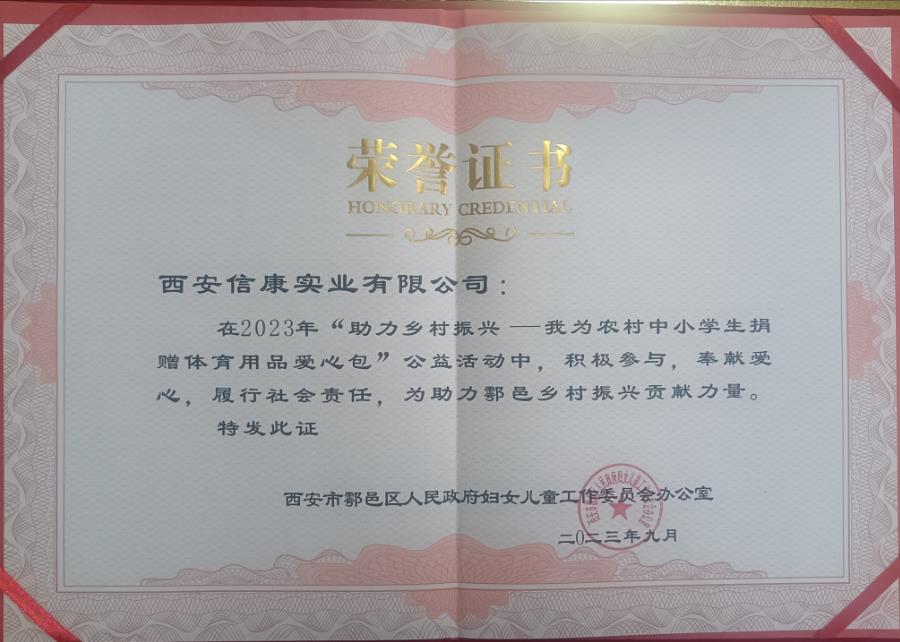 荣誉证书
HONORARY CREDENTIAL
西安信康实业有限公司：
在2023年“助力乡村振兴——我为农村中小学生捐
赠体育用品爱心包”公益活动中，积极参与，奉献爱
心，履行社会责任，为助力鄠邑乡村振兴贡献力量。
特发此证
西安市鄠邑区人民政府妇女儿童工作委员会办公室
二〇二三年九月